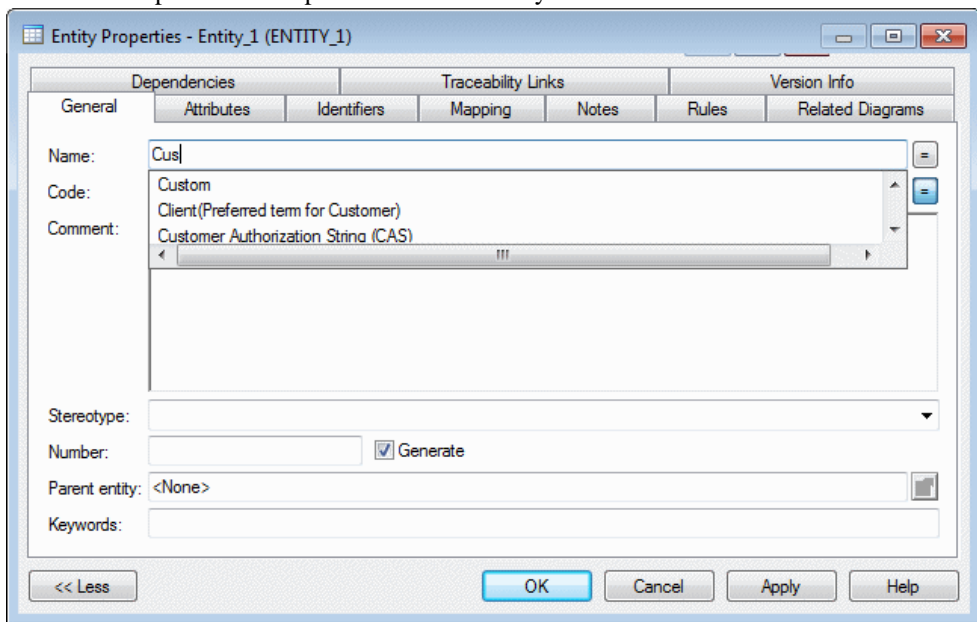 Entity Properties - Entity_1 (ENTITY_1)
Dependencies Traceability Links Version Info
General Attributes Identifiers Mapping Notes Rules Related Diagrams
Name: Cus =
Custom
Code: =
Client(Preferred term for Customer)
Comment:
Customer Authorization String (CAS)
Stereotype:
Number: Generate
Parent entity: <None>
Keywords:
<< Less OK Cancel Apply Help